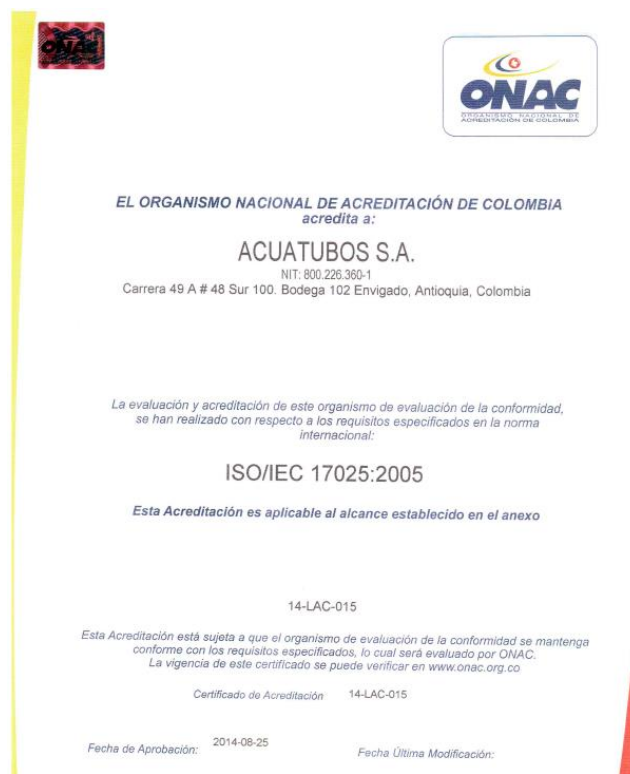 ONAC
ONAC
ORGANISMO NACIONAL DE
ACREDITACIÓN DE COLOMBIA
EL ORGANISMO NACIONAL DE ACREDITACIÓN DE COLOMBIA
acredita a:
ACUATUBOS S.A.
NIT: 800.226.360-1
Carrera 49 A # 48 Sur 100. Bodega 102 Envigado, Antioquia, Colombia
La evaluación y acreditación de este organismo de evaluación de la conformidad,
se han realizado con respecto a los requisitos especificados en la norma
internacional:
ISO/IEC 17025:2005
Esta Acreditación es aplicable al alcance establecido en el anexo
14-LAC-015
Esta Acreditación está sujeta a que el organismo de evaluación de la conformidad se mantenga
conforme con los requisitos especificados, lo cual será evaluado por ONAC.
La vigencia de este certificado se puede verificar en www.onac.org.co
Certificado de Acreditación 14-LAC-015
Fecha de Aprobación: 2014-08-25 Fecha Última Modificación: